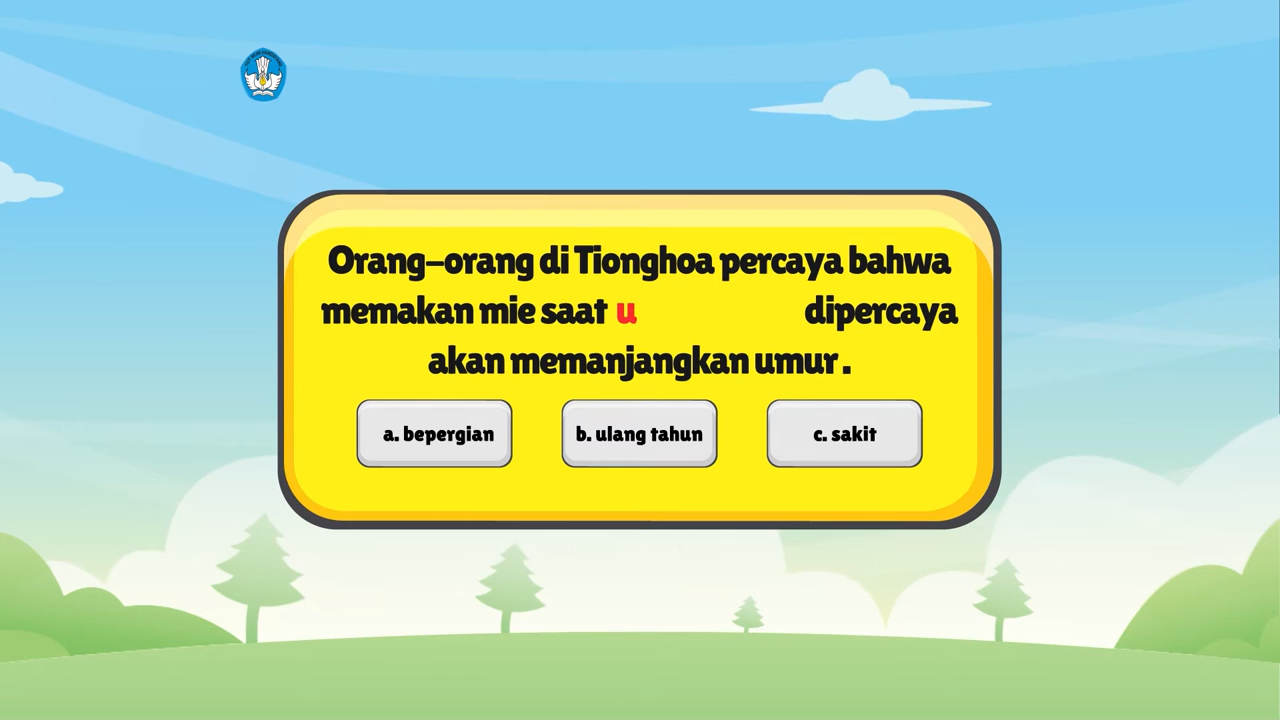 Orang-orang di Tionghoa percaya bahwa
memakan mie saat u dipercaya
akan memanjangkan umur.
a. bepergian
b. ulang tahun
c. sakit